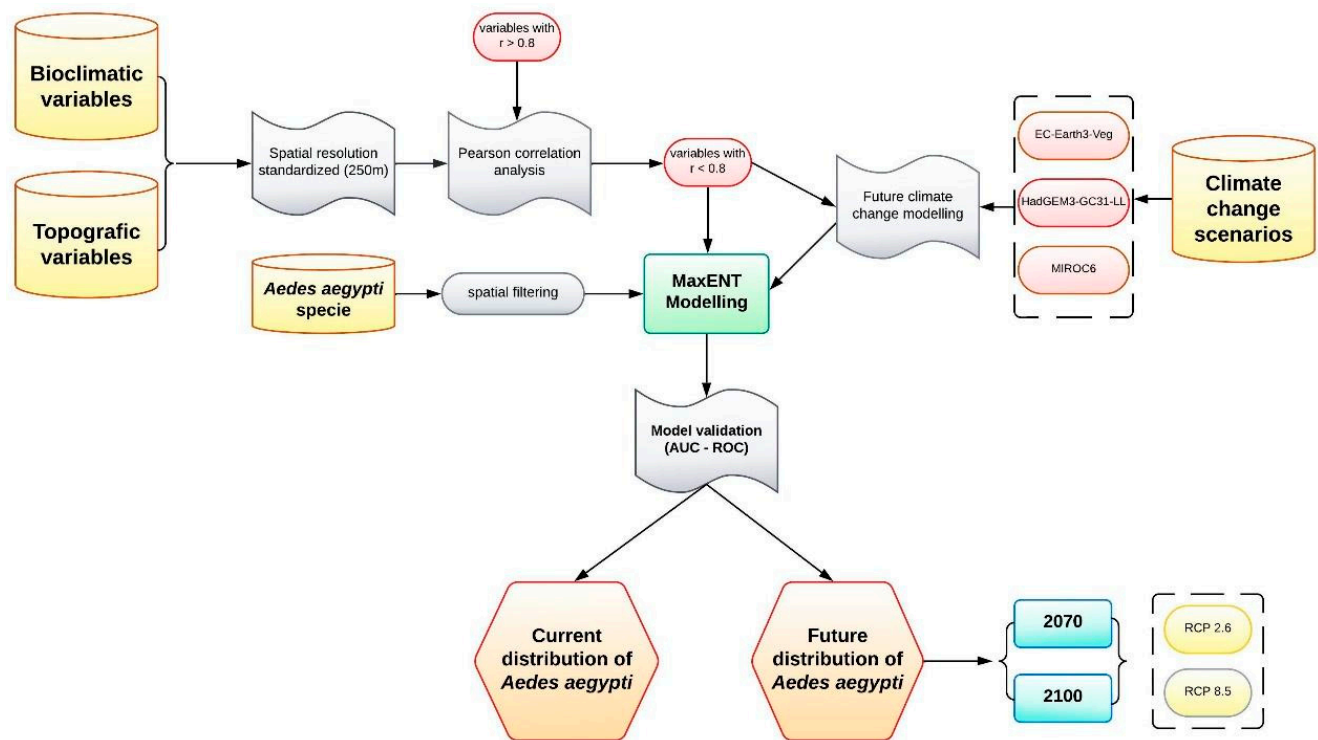 variables with
r > 0.8
Bioclimatic
variables
Topografic
variables
Spatial resolution
standardized (250m)
Pearson correlation
analysis
variables with
r < 0.8
Future climate
change modelling
EC-Earth3-Veg
HadGEM3-GC31-LL
MIROC6
Climate
change
scenarios
Aedes aegypti
specie
spatial filtering
MaxENT
Modelling
Model validation
(AUC - ROC)
Current
distribution of
Aedes aegypti
Future
distribution of
Aedes aegypti
2070
2100
RCP 2.6
RCP 8.5